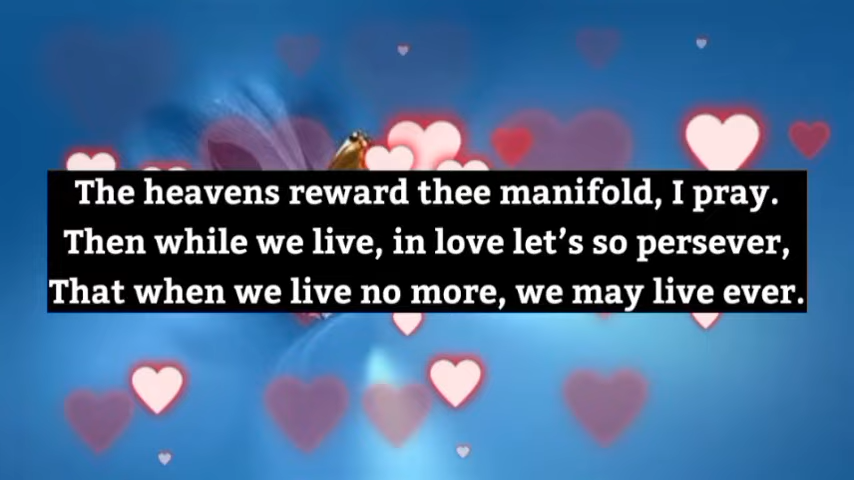 The heavens reward thee manifold, I pray.
Then while we live, in love let’s so persever,
That when we live no more, we may live ever.